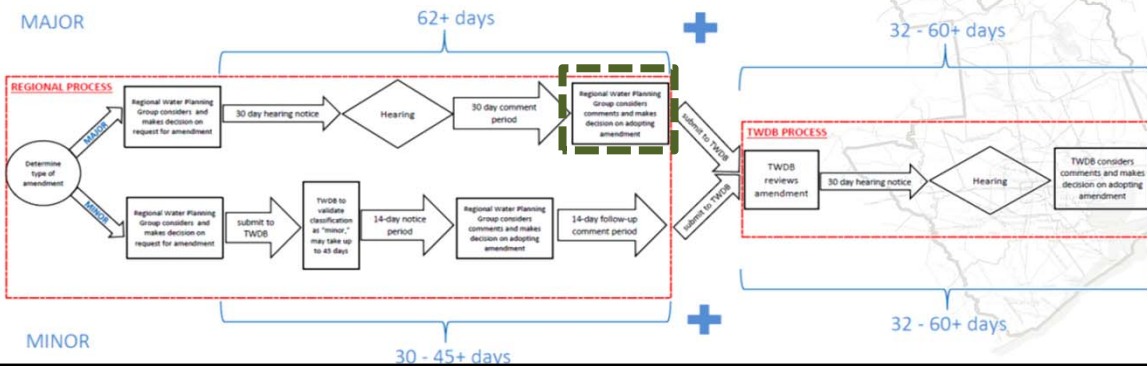 MAJOR
62+ days
32 - 60+ days
REGIONAL PROCESS
Determine
type of
amendment
MAJOR
Regional Water Planning
Group considers and
makes decision on
request for amendment
30 day hearing notice
Hearing
30 day comment
period
Regional Water Planning
Group considers
comments and makes
decision on adopting
amendment
submit to TWDB
MINOR
Regional Water Planning
Group considers and
makes decision on
request for amendment
submit to
TWDB
TWDB to
validate
classification
as "minor,"
may take up
to 45 days
14-day notice
period
Regional Water Planning
Group considers
comments and makes
decision on adopting
amendment
14-day follow-up
comment period
submit to TWDB
TWDB PROCESS
TWDB
reviews
amendment
30 day hearing notice
Hearing
TWDB considers
comments and makes
decision on adopting
amendment
MINOR
30 - 45+ days
32 - 60+ days